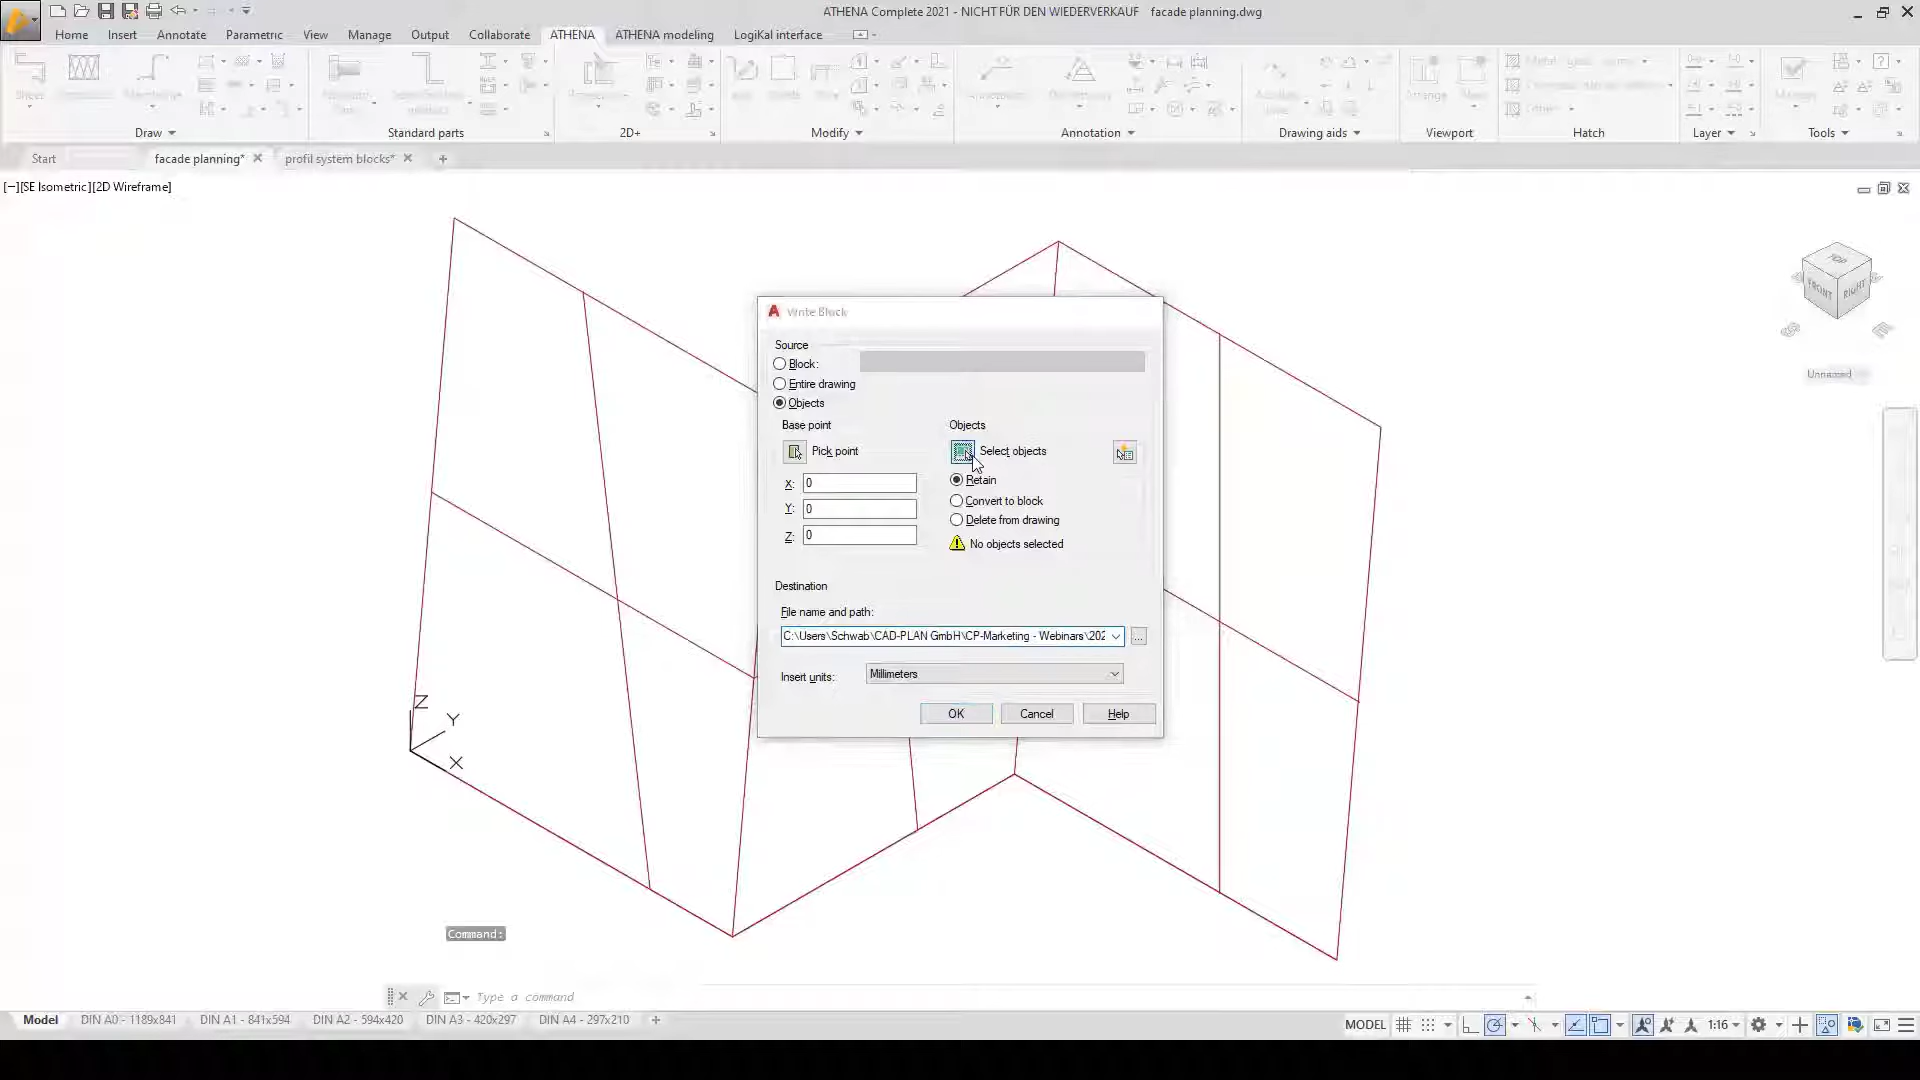 ATHENA Complete 2021 - NICHT FÜR DEN WIEDERVERKAUF facade planning.dwg
Home Insert Annotate Parametric View Manage Output Collaborate ATHENA ATHENA modeling LogiKal interface
Draw Standard parts 2D+ Modify Annotation Drawing aids Viewport Hatch Layer Tools
Start facade planning* profil system blocks*
[−][SE Isometric][2D Wireframe]
TOP
FRONT RIGHT
S E
Unnamed
Write Block
Source
Block:
Entire drawing
Objects
Base point Objects
Pick point Select objects
X: 0 Retain
Y: 0 Convert to block
Z: 0 Delete from drawing
No objects selected
Destination
File name and path:
C:\Users\Schwab\CAD-PLAN GmbH\CP-Marketing - Webinars\202
Insert units: Millimeters
OK Cancel Help
Z
Y
X
Command:
Type a command
Model DIN A0 - 1189x841 DIN A1 - 841x594 DIN A2 - 594x420 DIN A3 - 420x297 DIN A4 - 297x210
MODEL 1:16